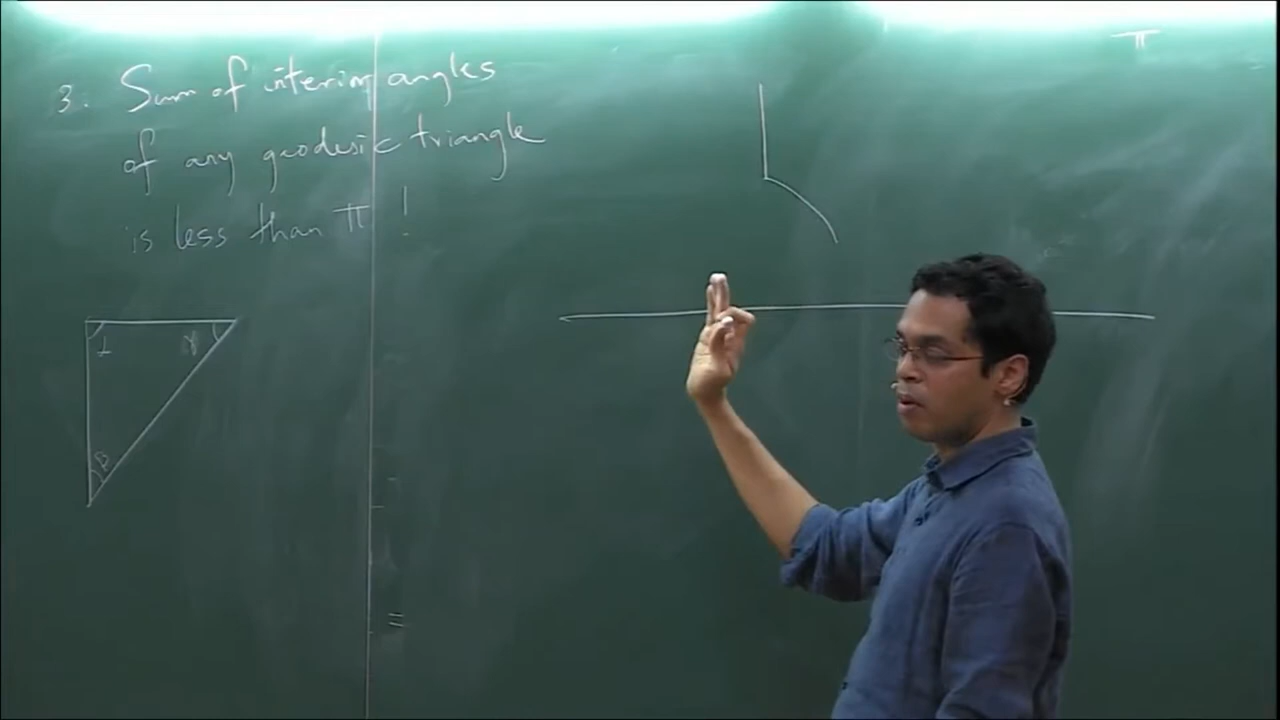 3. Sum of interior angles
of any geodesic triangle
is less than π !
π
γ
β